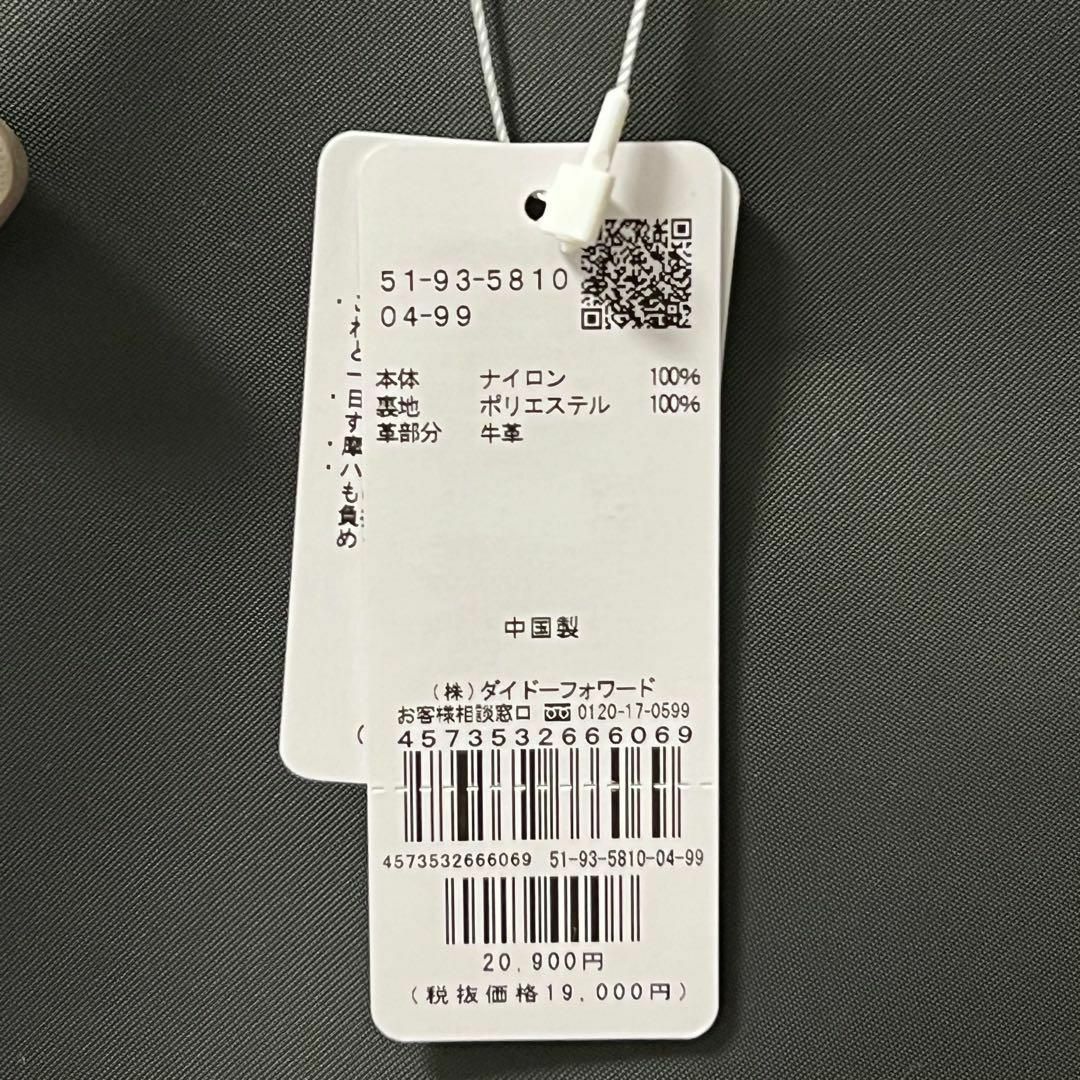 51-93-5810
04-99
本体 ナイロン 100%
裏地 ポリエステル 100%
革部分 牛革
中国製
(株)ダイドーフォワード
お客様相談窓口 0120-17-0599
4573532666069
4573532666069 51-93-5810-04-99
20,900円
(税抜価格19,000円)